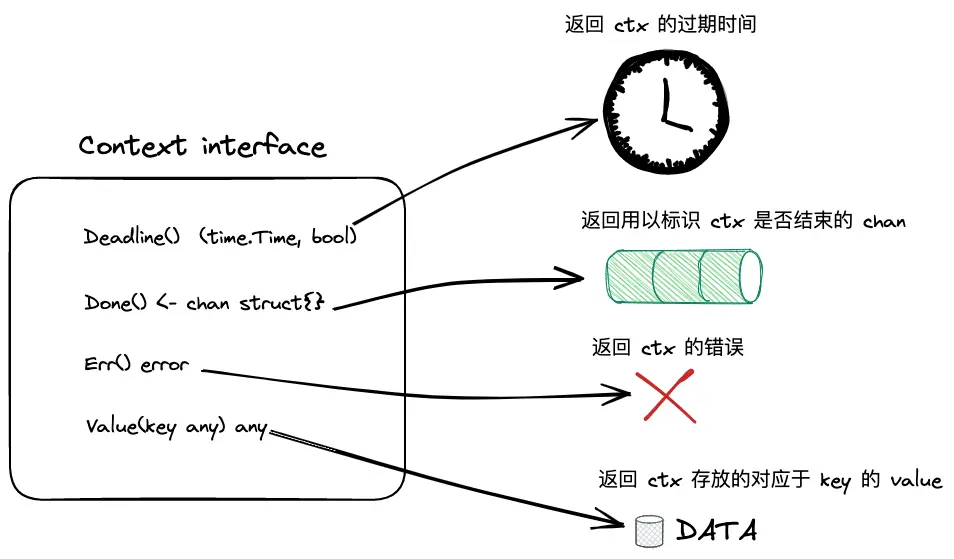 Context interface
Deadline() (time.Time, bool)
Done() <- chan struct{}
Err() error
Value(key any) any
返回 ctx 的过期时间
返回用以标识 ctx 是否结束的 chan
返回 ctx 的错误
返回 ctx 存放的对应于 key 的 value
DATA